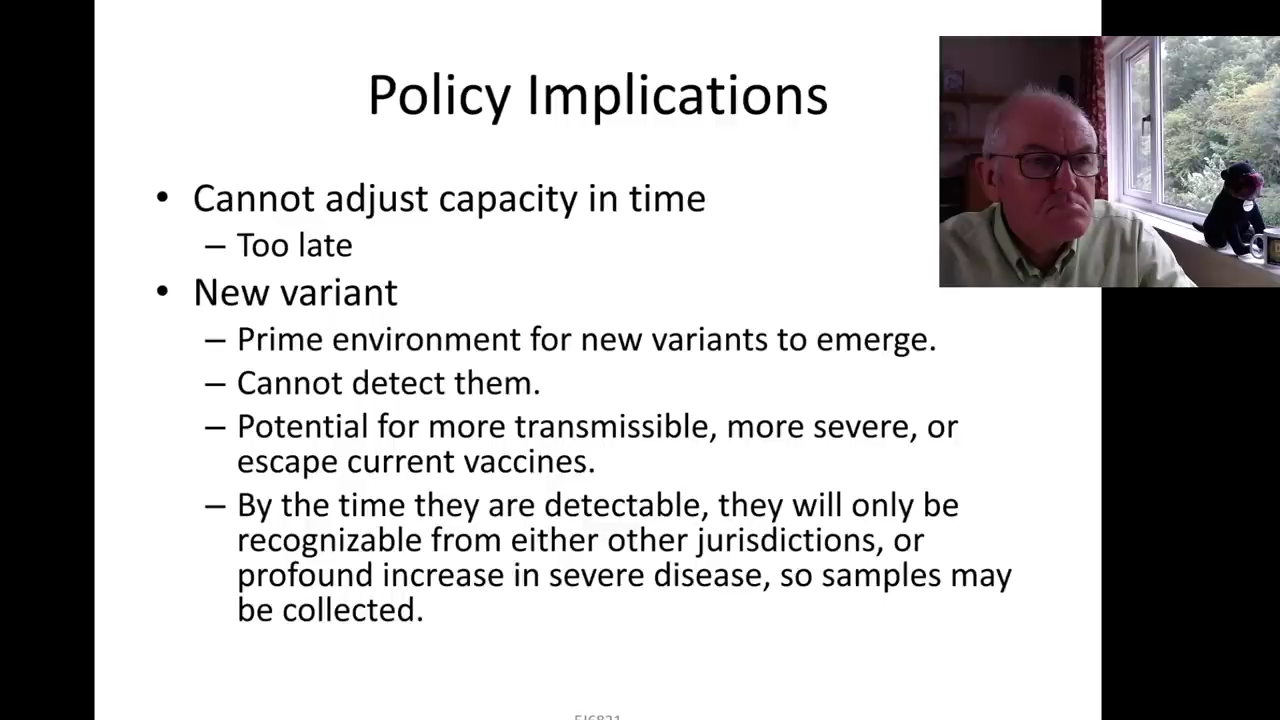 Policy Implications
• Cannot adjust capacity in time
– Too late
• New variant
– Prime environment for new variants to emerge.
– Cannot detect them.
– Potential for more transmissible, more severe, or
escape current vaccines.
– By the time they are detectable, they will only be
recognizable from either other jurisdictions, or
profound increase in severe disease, so samples may
be collected.